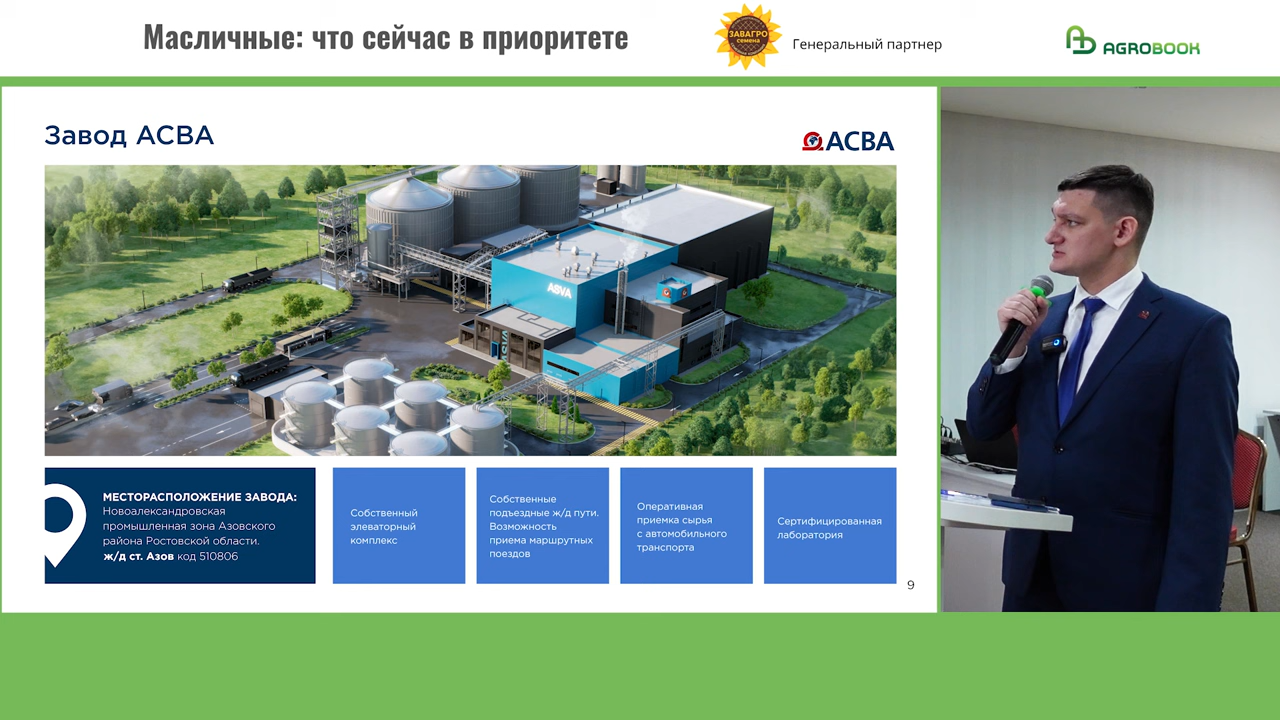 Масличные: что сейчас в приоритете
ЗАВАГРО
семена
Генеральный партнер
AGROBOOK
Завод АСВА
АСВА
ASVA
МЕСТОРАСПОЛОЖЕНИЕ ЗАВОДА:
Новоалександровская
промышленная зона Азовского
района Ростовской области.
ж/д ст. Азов код 510806
Собственный
элеваторный
комплекс
Собственные
подъездные ж/д пути.
Возможность
приема маршрутных
поездов
Оперативная
приемка сырья
с автомобильного
транспорта
Сертифицированная
лаборатория
9